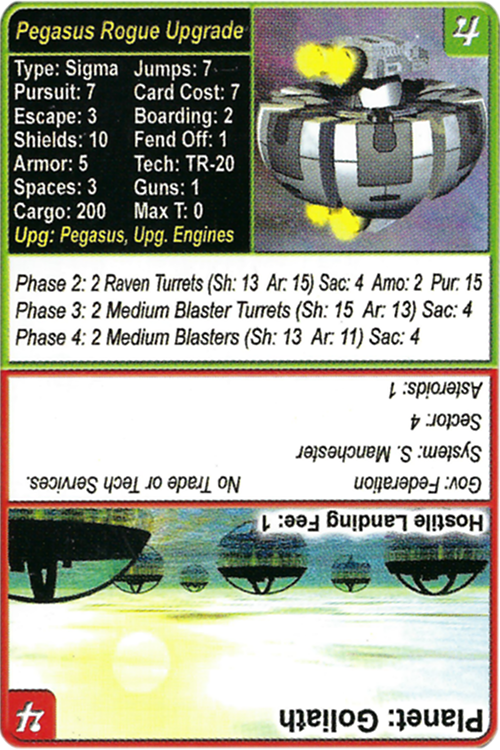 Pegasus Rogue Upgrade 4
Type: Sigma Jumps: 7
Pursuit: 7 Card Cost: 7
Escape: 3 Boarding: 2
Shields: 10 Fend Off: 1
Armor: 5 Tech: TR-20
Spaces: 3 Guns: 1
Cargo: 200 Max T: 0
Upg: Pegasus, Upg. Engines
Phase 2: 2 Raven Turrets (Sh: 13 Ar: 15) Sac: 4 Amo: 2 Pur: 15
Phase 3: 2 Medium Blaster Turrets (Sh: 15 Ar: 13) Sac: 4
Phase 4: 2 Medium Blasters (Sh: 13 Ar: 11) Sac: 4
Planet: Goliath 4
Hostile Landing Fee: 1
Gov: Federation No Trade or Tech Services.
System: S. Manchester
Sector: 4
Asteroids: 1